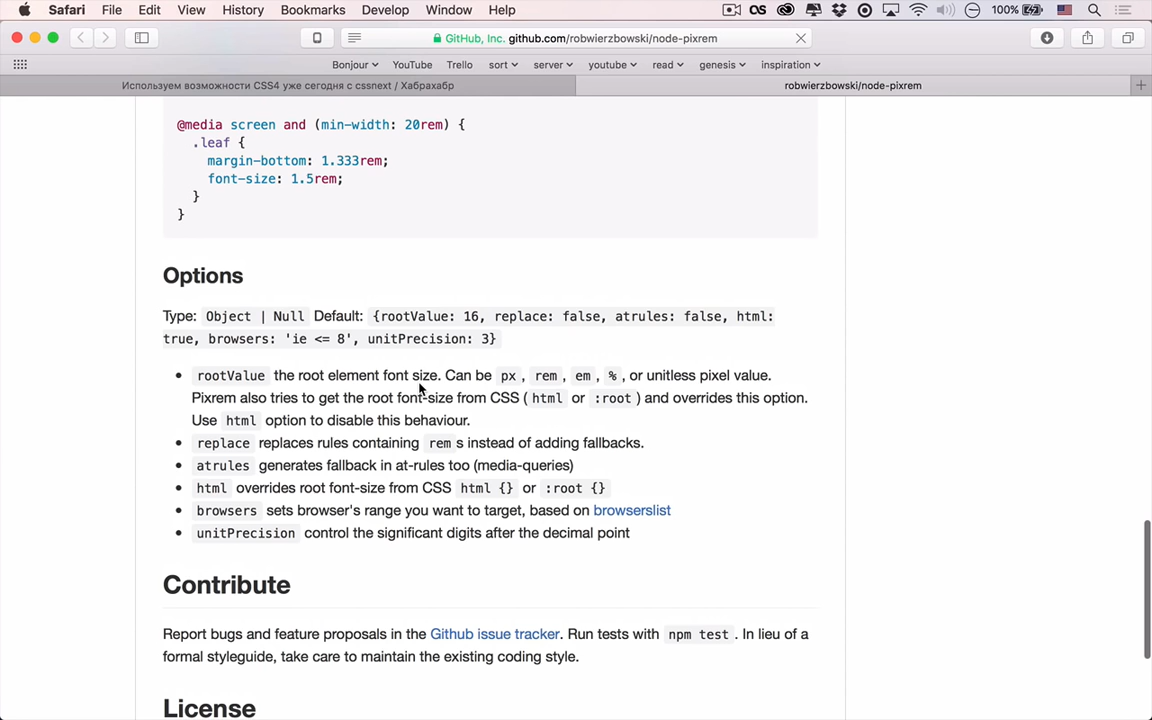 Safari File Edit View History Bookmarks Develop Window Help 100%
GitHub, Inc. github.com/robwierzbowski/node-pixrem
Bonjour YouTube Trello sort server youtube read genesis inspiration
Используем возможности CSS4 уже сегодня с cssnext / Хабрахабр robwierzbowski/node-pixrem
@media screen and (min-width: 20rem) {
.leaf {
margin-bottom: 1.333rem;
font-size: 1.5rem;
}
}
Options
Type: Object | Null Default: {rootValue: 16, replace: false, atrules: false, html:
true, browsers: 'ie <= 8', unitPrecision: 3}
• rootValue the root element font size. Can be px, rem, em, %, or unitless pixel value.
Pixrem also tries to get the root font-size from CSS ( html or :root ) and overrides this option.
Use html option to disable this behaviour.
• replace replaces rules containing rem s instead of adding fallbacks.
• atrules generates fallback in at-rules too (media-queries)
• html overrides root font-size from CSS html {} or :root {}
• browsers sets browser's range you want to target, based on browserslist
• unitPrecision control the significant digits after the decimal point
Contribute
Report bugs and feature proposals in the Github issue tracker. Run tests with npm test. In lieu of a
formal styleguide, take care to maintain the existing coding style.
License